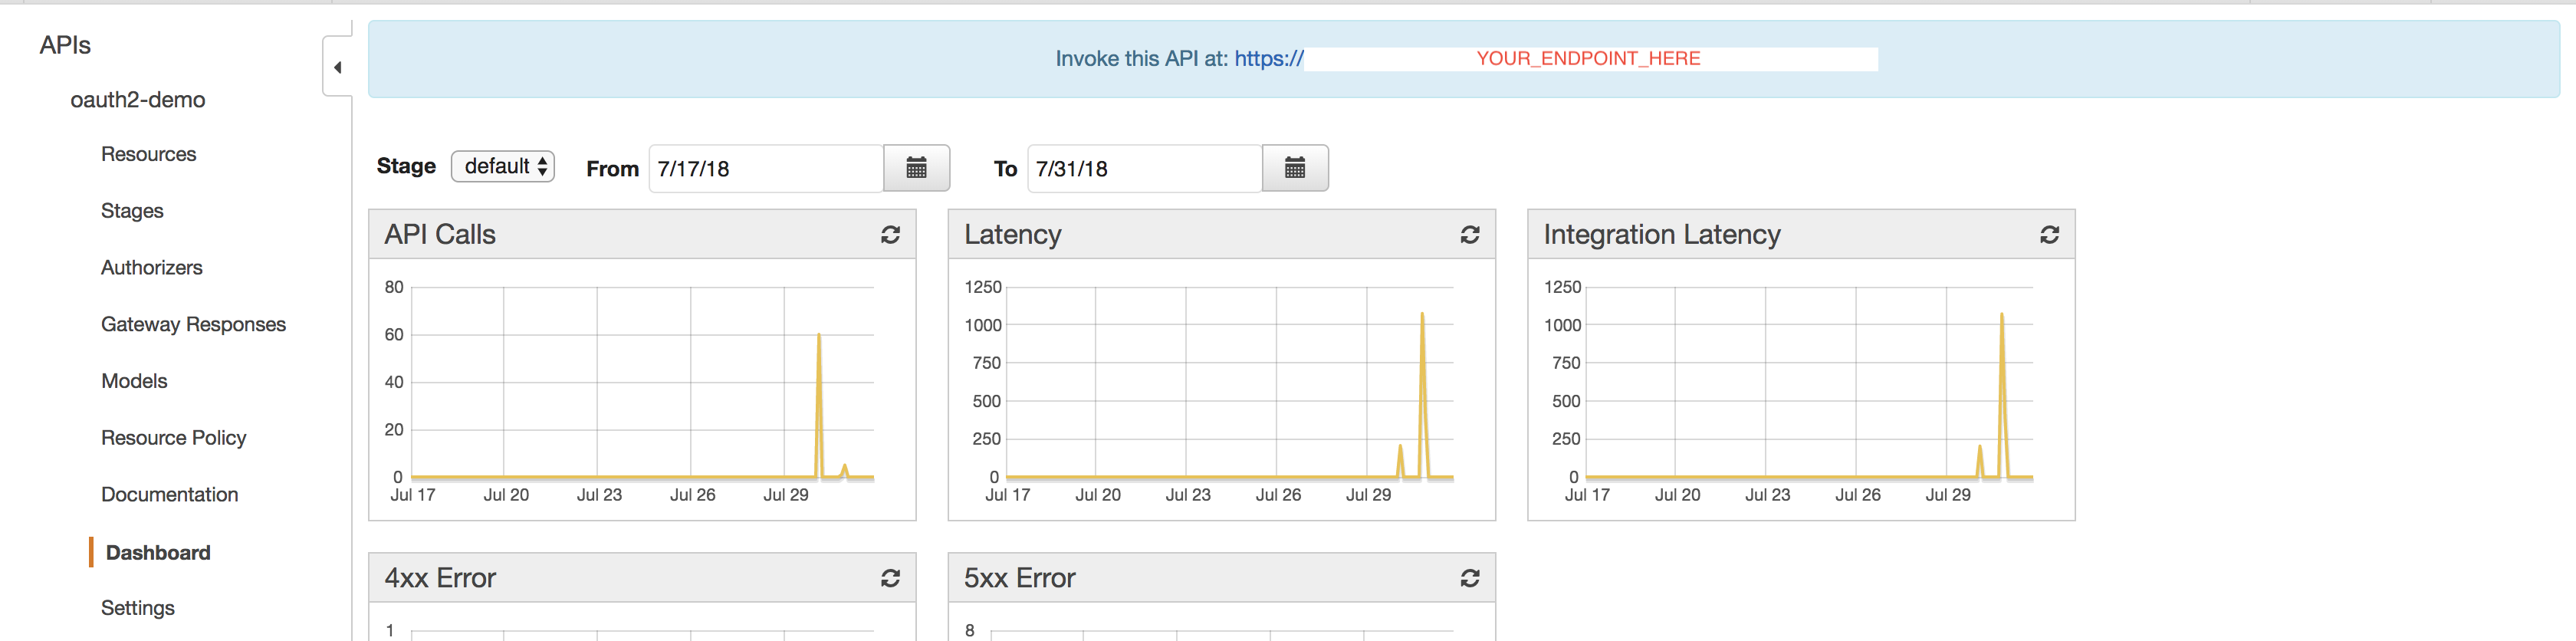 APIs
oauth2-demo
Resources
Stages
Authorizers
Gateway Responses
Models
Resource Policy
Documentation
Dashboard
Settings
Invoke this API at: https:// YOUR_ENDPOINT_HERE
Stage default From 7/17/18 To 7/31/18
API Calls
80
60
40
20
0
Jul 17 Jul 20 Jul 23 Jul 26 Jul 29
Latency
1250
1000
750
500
250
0
Jul 17 Jul 20 Jul 23 Jul 26 Jul 29
Integration Latency
1250
1000
750
500
250
0
Jul 17 Jul 20 Jul 23 Jul 26 Jul 29
4xx Error
1
5xx Error
8